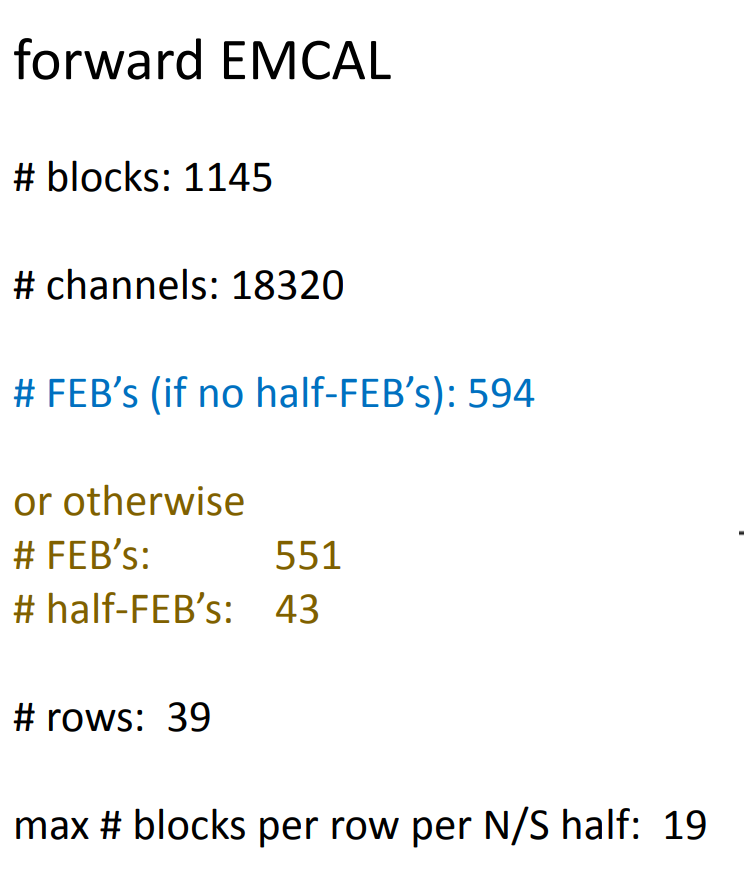 forward EMCAL
# blocks: 1145
# channels: 18320
# FEB’s (if no half-FEB’s): 594
or otherwise
# FEB’s: 551
# half-FEB’s: 43
# rows: 39
max # blocks per row per N/S half: 19